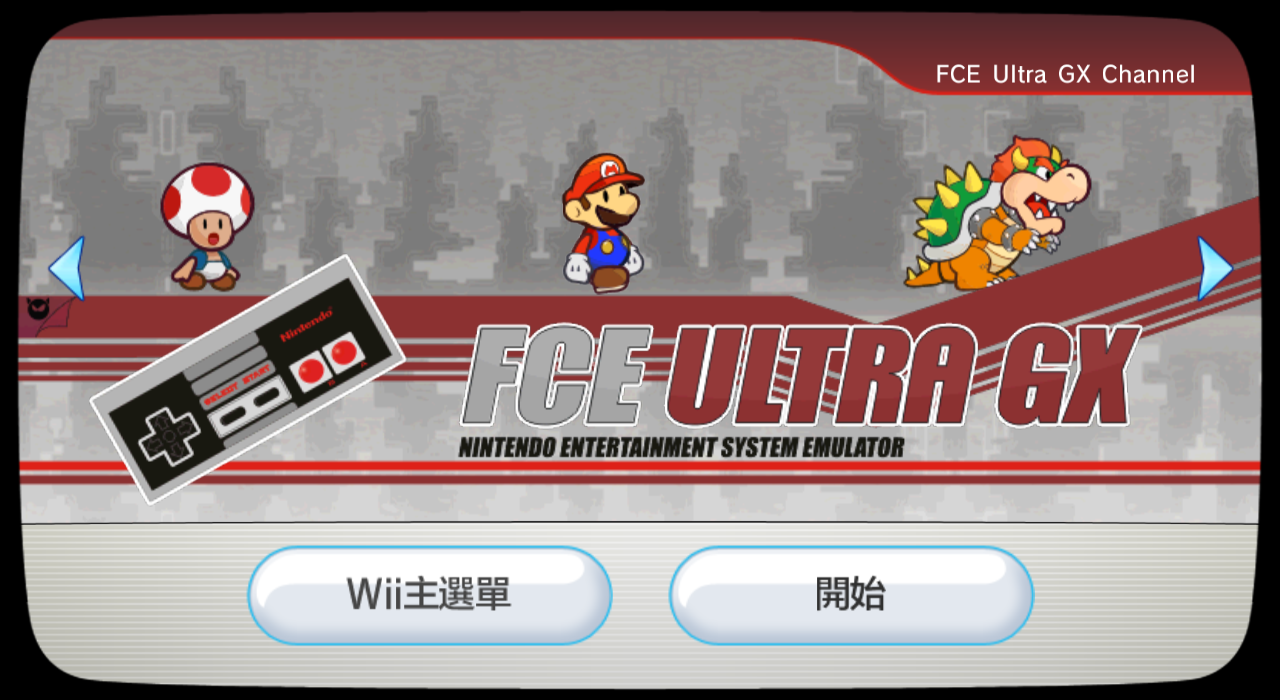 FCE Ultra GX Channel
Nintendo
SELECT START
FCE ULTRA GX
NINTENDO ENTERTAINMENT SYSTEM EMULATOR
Wii主選單
開始